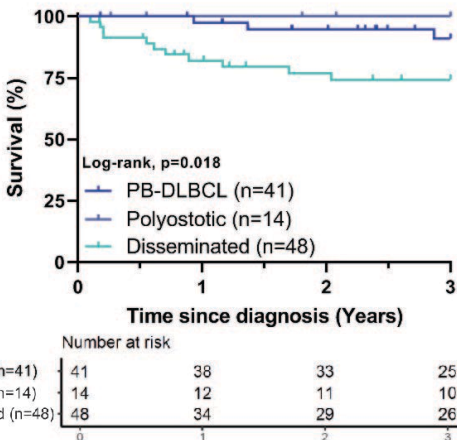 100
75
50
25
0
Survival (%)
Log-rank, p=0.018
PB-DLBCL (n=41)
Polyostotic (n=14)
Disseminated (n=48)
0 1 2 3
Time since diagnosis (Years)
Number at risk
n=41) 41 38 33 25
n=14) 14 12 11 10
d (n=48) 48 34 29 26
0 1 2 3